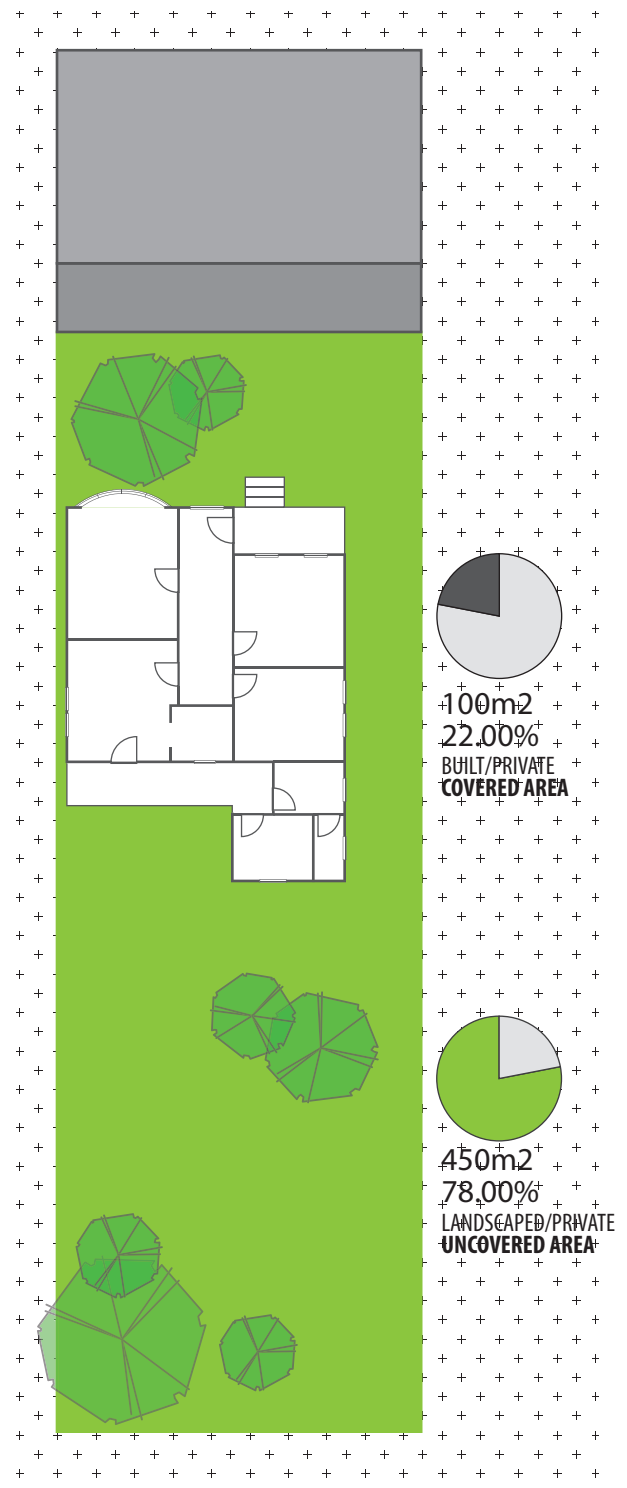 100m2
22.00%
BUILT/PRIVATE
COVERED AREA
450m2
78.00%
LANDSCAPED/PRIVATE
UNCOVERED AREA